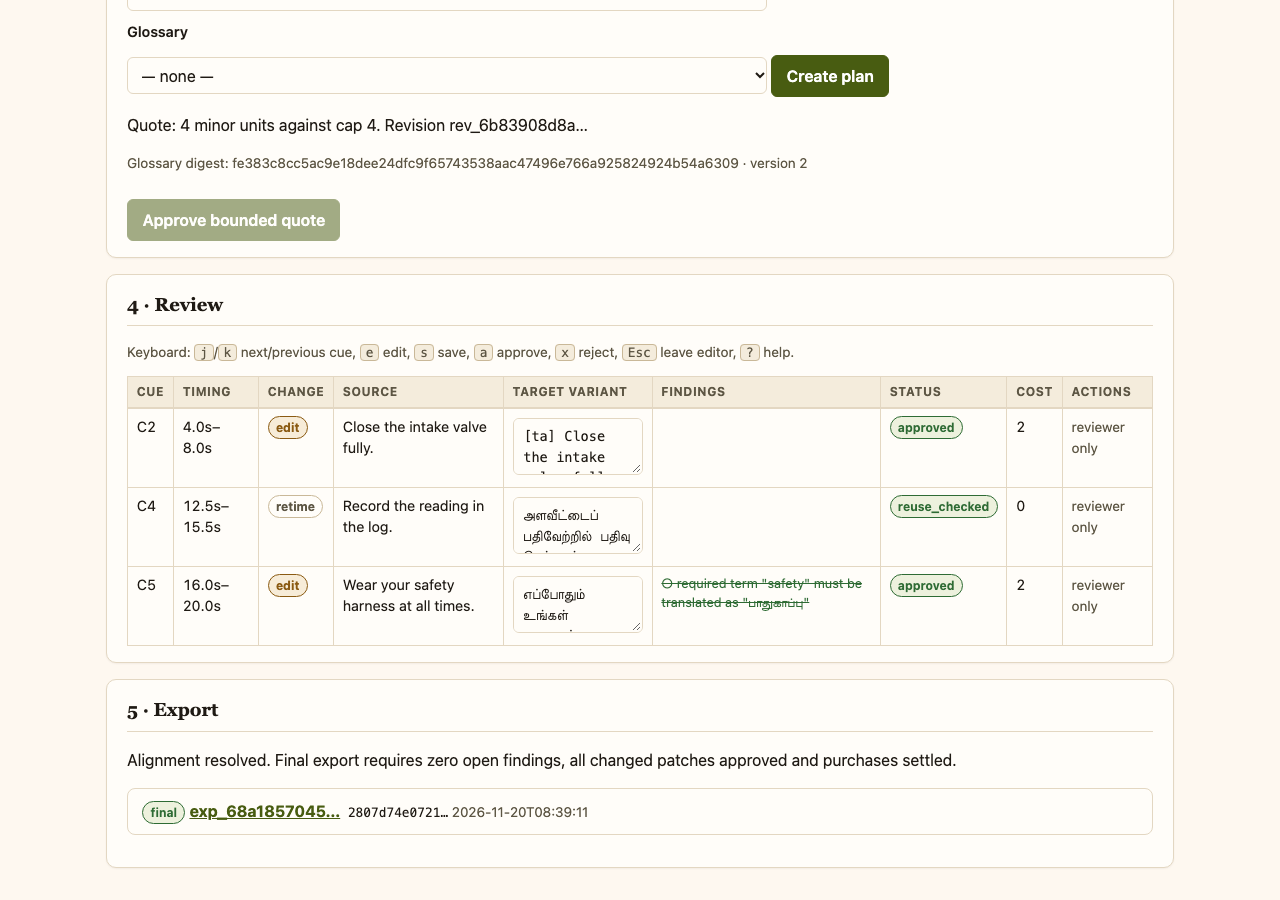 Glossary
— none —
Create plan
Quote: 4 minor units against cap 4. Revision rev_6b83908d8a...
Glossary digest: fe383c8cc5ac9e18dee24dfc9f65743538aac47496e766a925824924b54a6309 · version 2
Approve bounded quote
4 · Review
Keyboard: j/k next/previous cue, e edit, s save, a approve, x reject, Esc leave editor, ? help.
CUE TIMING CHANGE SOURCE TARGET VARIANT FINDINGS STATUS COST ACTIONS
C2
4.0s–
8.0s
edit
Close the intake valve
fully.
[ta] Close
the intake
approved
2
reviewer
only
C4
12.5s–
15.5s
retime
Record the reading in
the log.
அளவீட்டைப்
பதிவேற்றில் பதிவு
reuse_checked
0
reviewer
only
C5
16.0s–
20.0s
edit
Wear your safety
harness at all times.
எப்போதும்
உங்கள்
O required term "safety" must be
translated as "பாதுகாப்பு"
approved
2
reviewer
only
5 · Export
Alignment resolved. Final export requires zero open findings, all changed patches approved and purchases settled.
final exp_68a1857045... 2807d74e0721… 2026-11-20T08:39:11